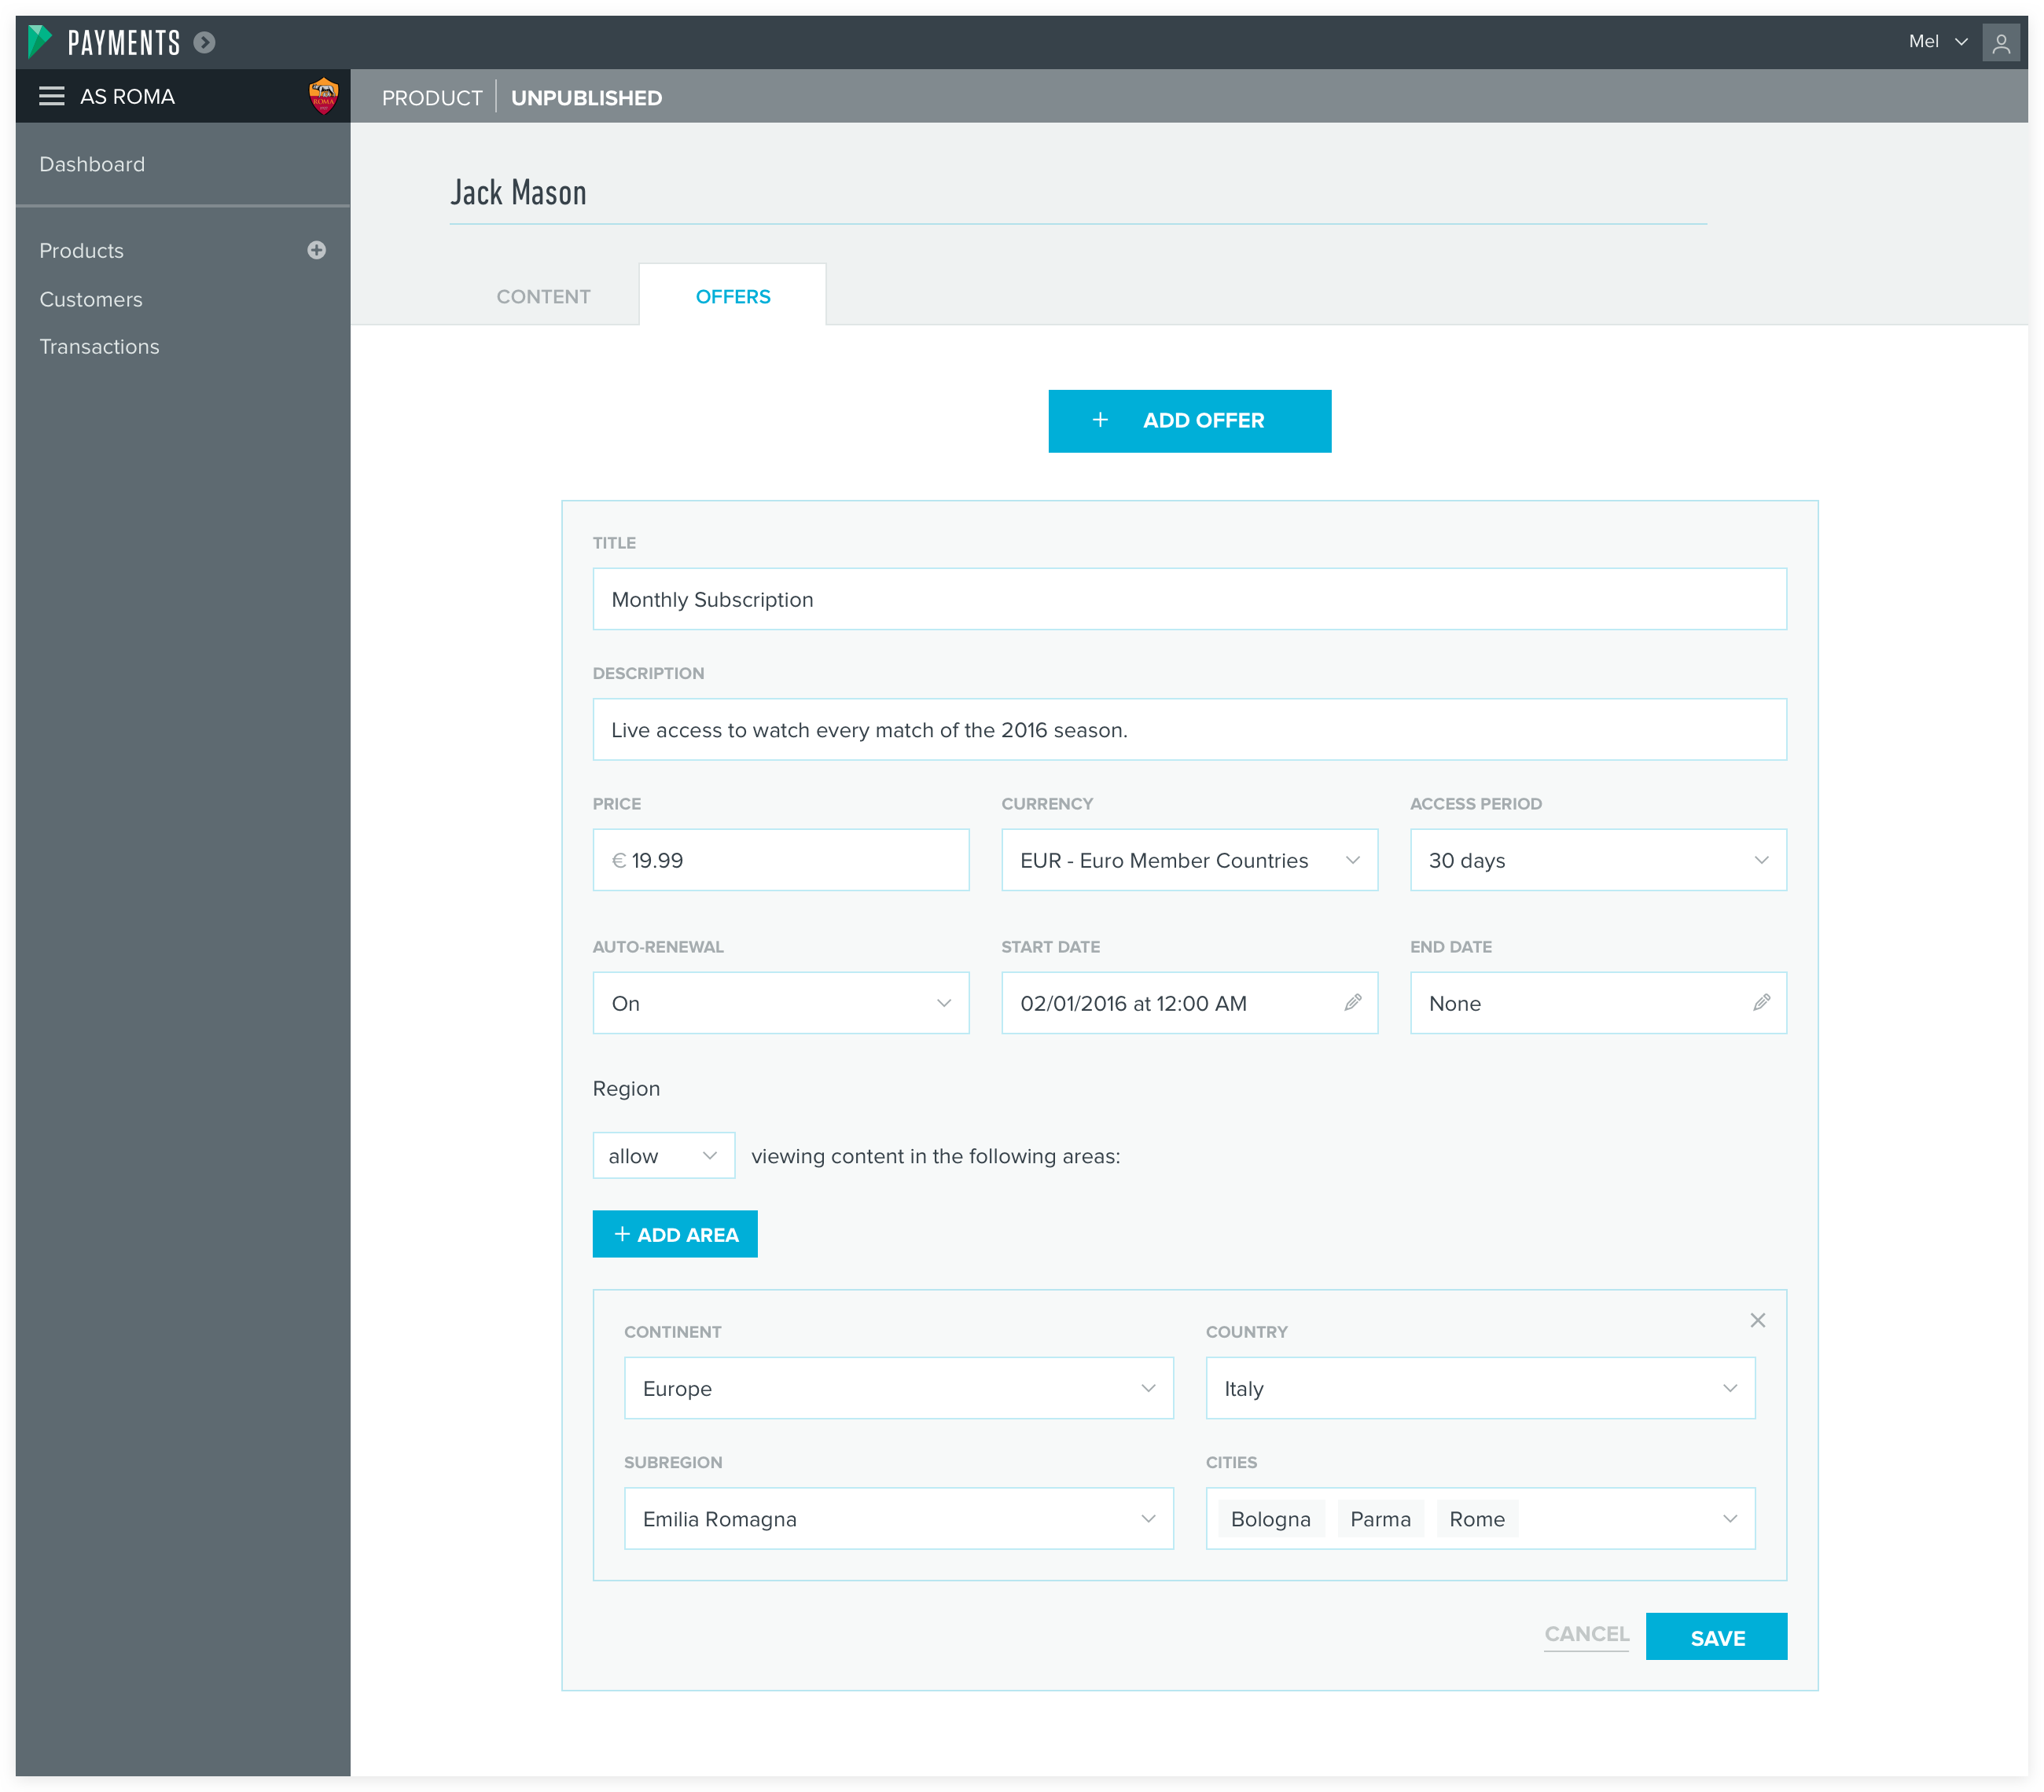 PAYMENTS
Mel
AS ROMA
ROMA
PRODUCT UNPUBLISHED
Dashboard
Products
Customers
Transactions
Jack Mason
CONTENT OFFERS
+ ADD OFFER
TITLE
Monthly Subscription
DESCRIPTION
Live access to watch every match of the 2016 season.
PRICE CURRENCY ACCESS PERIOD
€ 19.99 EUR - Euro Member Countries 30 days
AUTO-RENEWAL START DATE END DATE
On 02/01/2016 at 12:00 AM None
Region
allow viewing content in the following areas:
+ ADD AREA
CONTINENT COUNTRY
Europe Italy
SUBREGION CITIES
Emilia Romagna Bologna Parma Rome
CANCEL SAVE